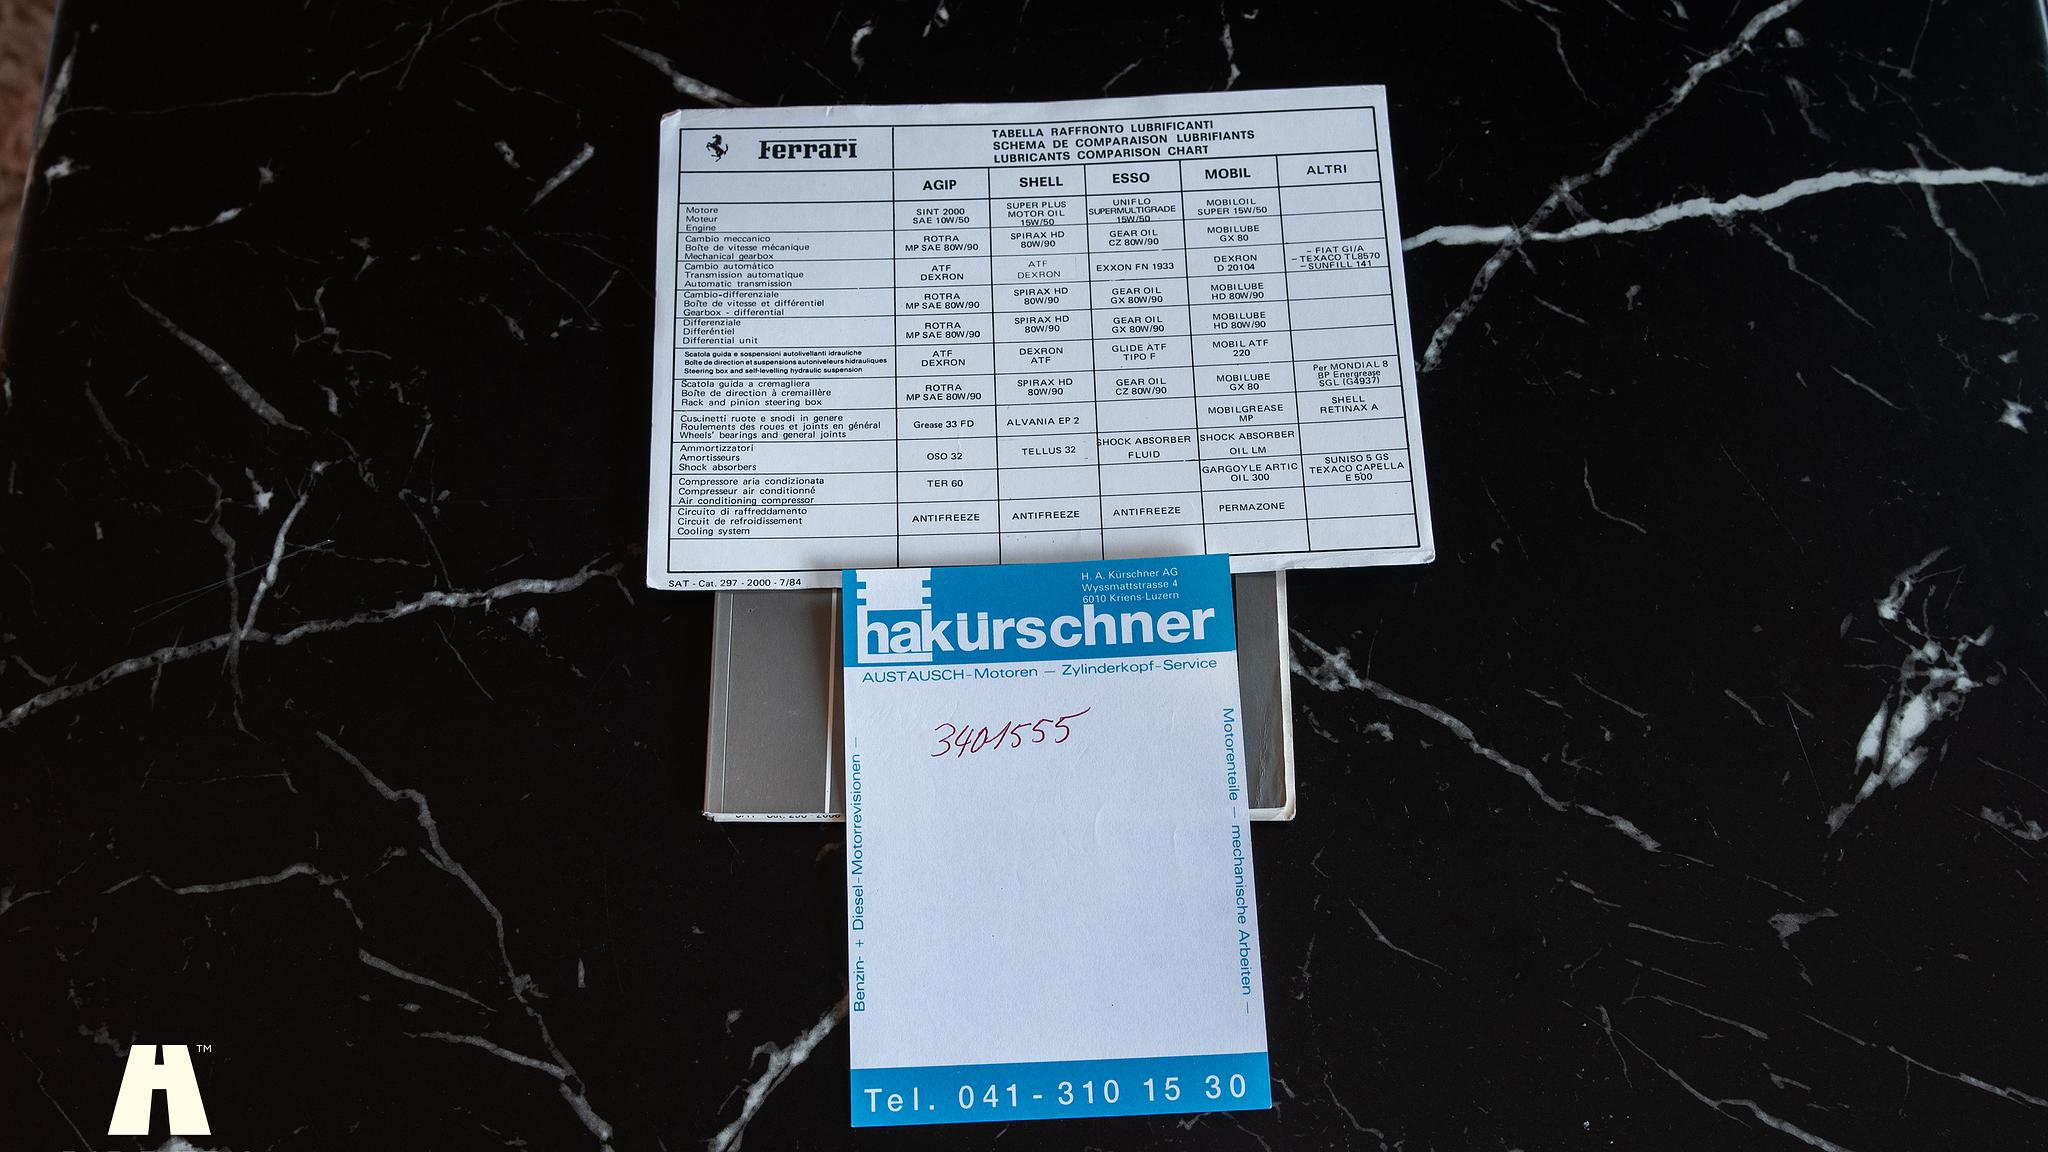 Ferrari
TABELLA RAFFRONTO LUBRIFICANTI
SCHEMA DE COMPARAISON LUBRIFIANTS
LUBRICANTS COMPARISON CHART
AGIP SHELL ESSO MOBIL ALTRI
Motore
Moteur
Engine
SINT 2000
SAE 10W/50
SUPER PLUS
MOTOR OIL
15W/50
UNIFLO
SUPERMULTIGRADE
15W/50
MOBILOIL
SUPER 15W/50
Cambio meccanico
Boîte de vitesse mécanique
Mechanical gearbox
ROTRA
MP SAE 80W/90
SPIRAX HD
80W/90
GEAR OIL
CZ 80W/90
MOBILUBE
GX 80
Cambio automático
Transmission automatique
Automatic transmission
ATF
DEXRON
ATF
DEXRON
EXXON FN 1933
DEXRON
D 20104
– FIAT GI/A
– TEXACO TL8570
– SUNFILL 141
Cambio-differenziale
Boîte de vitesse et différentiel
Gearbox - differential
ROTRA
MP SAE 80W/90
SPIRAX HD
80W/90
GEAR OIL
GX 80W/90
MOBILUBE
HD 80W/90
Differenziale
Différéntiel
Differential unit
ROTRA
MP SAE 80W/90
SPIRAX HD
80W/90
GEAR OIL
GX 80W/90
MOBILUBE
HD 80W/90
Scatola guida e sospensioni autolivellanti idrauliche
Boîte de direction et suspensions autoniveleurs hidrauliques
Steering box and self-levelling hydraulic suspension
ATF
DEXRON
DEXRON
ATF
GLIDE ATF
TIPO F
MOBIL ATF
220
Scatola guida a cremagliera
Boîte de direction à cremaillère
Rack and pinion steering box
ROTRA
MP SAE 80W/90
SPIRAX HD
80W/90
GEAR OIL
CZ 80W/90
MOBILUBE
GX 80
Per MONDIAL 8
BP Energrease
SGL (G4937)
Cuscinetti ruote e snodi in genere
Roulements des roues et joints en général
Wheels' bearings and general joints
Grease 33 FD
ALVANIA EP 2
MOBILGREASE
MP
SHELL
RETINAX A
Ammortizzatori
Amortisseurs
Shock absorbers
OSO 32
TELLUS 32
SHOCK ABSORBER
FLUID
SHOCK ABSORBER
OIL LM
Compressore aria condizionata
Compresseur air conditionné
Air conditioning compressor
TER 60
GARGOYLE ARTIC
OIL 300
SUNISO 5 GS
TEXACO CAPELLA
E 500
Circuito di raffreddamento
Circuit de refroidissement
Cooling system
ANTIFREEZE
ANTIFREEZE
ANTIFREEZE
PERMAZONE
SAT - Cat. 297 - 2000 - 7/84
H. A. Kürschner AG
Wyssmattstrasse 4
6010 Kriens-Luzern
hakürschner
AUSTAUSCH-Motoren — Zylinderkopf-Service
3401555
Benzin- + Diesel-Motorrevisionen —
Motorenteile — mechanische Arbeiten —
Tel. 041-310 15 30
H™